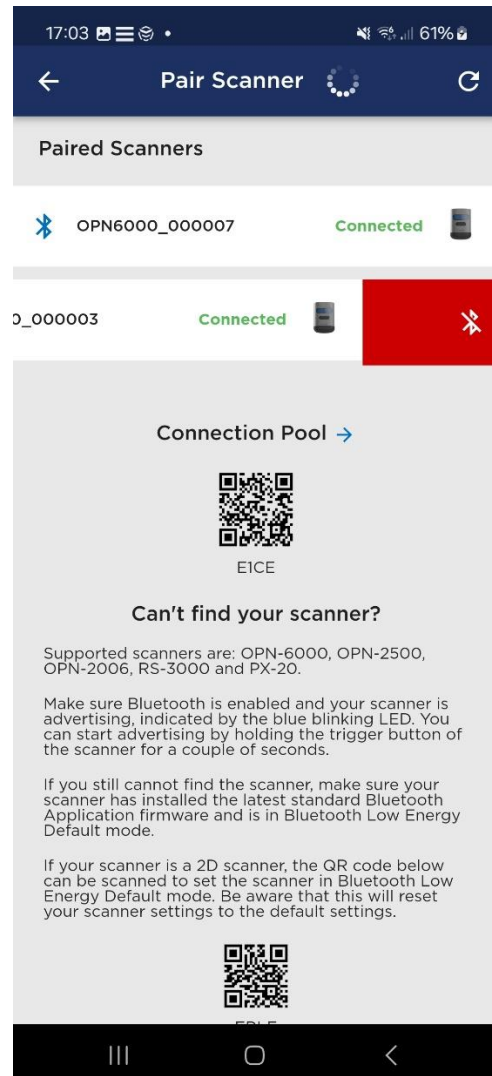 17:03 61%
Pair Scanner
Paired Scanners
OPN6000_000007 Connected
0_000003 Connected
Connection Pool →
E1CE
Can't find your scanner?
Supported scanners are: OPN-6000, OPN-2500,
OPN-2006, RS-3000 and PX-20.
Make sure Bluetooth is enabled and your scanner is
advertising, indicated by the blue blinking LED. You
can start advertising by holding the trigger button of
the scanner for a couple of seconds.
If you still cannot find the scanner, make sure your
scanner has installed the latest standard Bluetooth
Application firmware and is in Bluetooth Low Energy
Default mode.
If your scanner is a 2D scanner, the QR code below
can be scanned to set the scanner in Bluetooth Low
Energy Default mode. Be aware that this will reset
your scanner settings to the default settings.